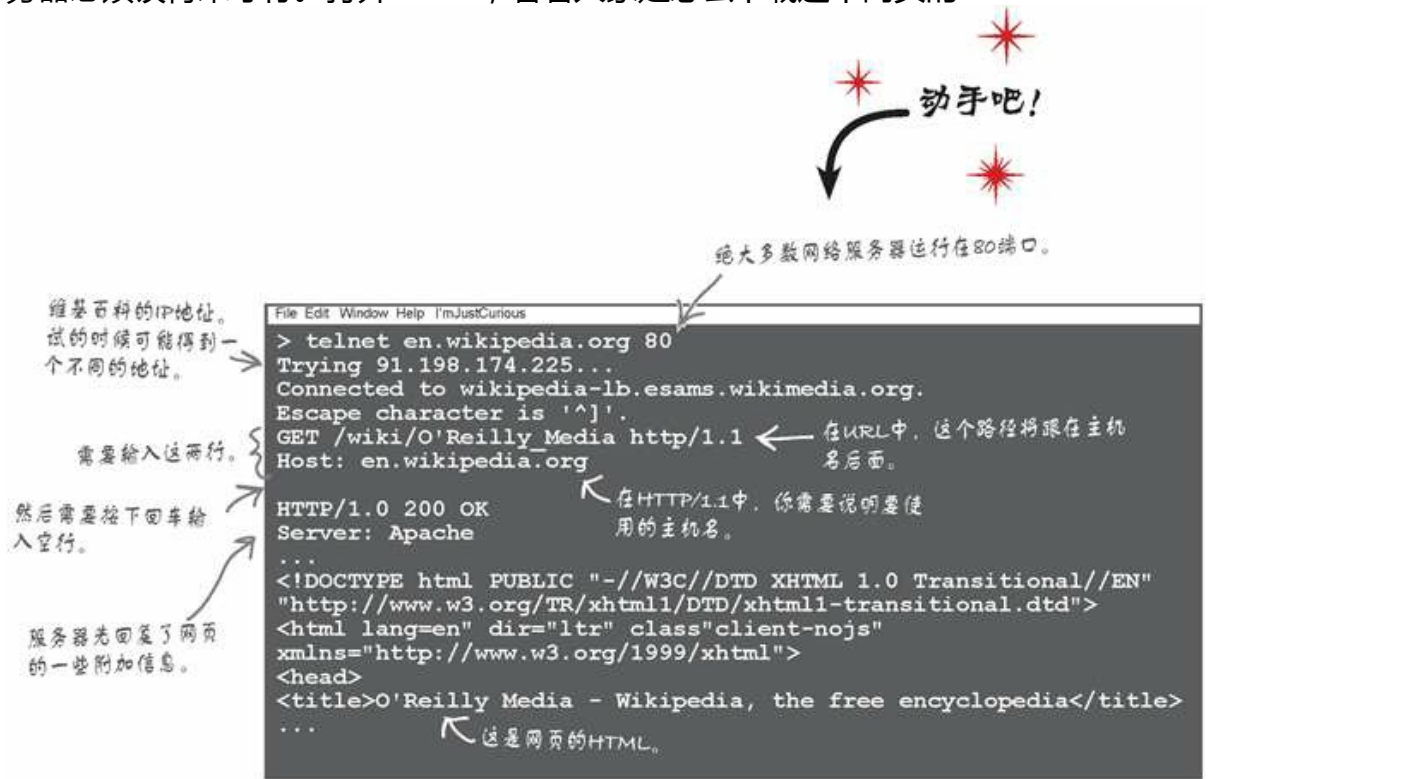 动手吧！
绝大多数网络服务器运行在80端口。
维基百科的IP地址。
试的时候可能得到一
个不同的地址。
File Edit Window Help I'mJustCurious
> telnet en.wikipedia.org 80
Trying 91.198.174.225...
Connected to wikipedia-lb.esams.wikimedia.org.
Escape character is '^]'.
GET /wiki/O'Reilly_Media http/1.1
在URL中，这个路径将跟在主机
名后面。
需要输入这两行。
Host: en.wikipedia.org
在HTTP/1.1中，你需要说明要使
用的主机名。
然后需要按下回车输
入空行。
HTTP/1.0 200 OK
Server: Apache
...
服务器先回复了网页
的一些附加信息。
<!DOCTYPE html PUBLIC "-//W3C//DTD XHTML 1.0 Transitional//EN"
"http://www.w3.org/TR/xhtml1/DTD/xhtml1-transitional.dtd">
<html lang=en" dir="ltr" class"client-nojs"
xmlns="http://www.w3.org/1999/xhtml">
<head>
<title>O'Reilly Media - Wikipedia, the free encyclopedia</title>
...
这是网页的HTML。